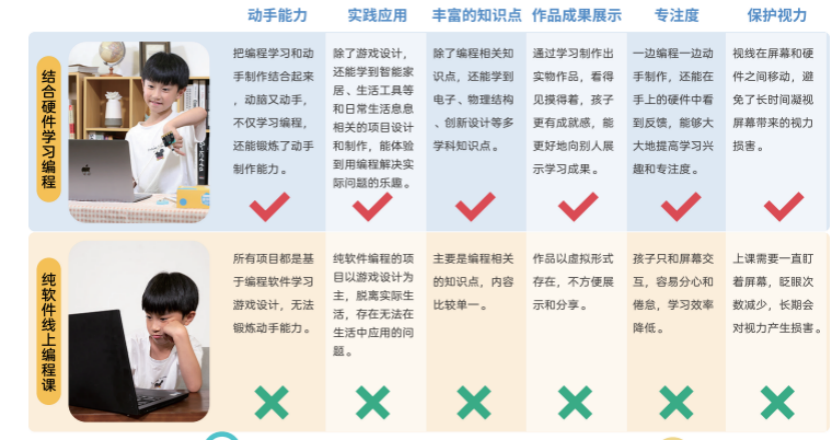 动手能力
实践应用
丰富的知识点
作品成果展示
专注度
保护视力
结合硬件学习编程
把编程学习和动
手制作结合起来
，动脑又动手，
不仅学习编程，
还能锻炼了动手
制作能力。
除了游戏设计，
还能学到智能家
居、生活工具等
和日常生活息息
相关的项目设计
和制作，能体验
到用编程解决实
际问题的乐趣。
除了编程相关知
识点，还能学到
电子、物理结构
、创新设计等多
学科知识点。
通过学习制作出
实物作品，看得
见摸得着，孩子
更有成就感，能
更好地向别人展
示学习成果。
一边编程一边动
手制作，还能在
手上的硬件中看
到反馈，能够大
大地提高学习兴
趣和专注度。
视线在屏幕和硬
件之间移动，避
免了长时间凝视
屏幕带来的视力
损害。
纯软件线上编程课
所有项目都是基
于编程软件学习
游戏设计，无法
锻炼动手能力。
纯软件编程的项
目以游戏设计为
主，脱离实际生
活，存在无法在
生活中应用的问
题。
主要是编程相关
的知识点，内容
比较单一。
作品以虚拟形式
存在，不方便展
示和分享。
孩子只和屏幕交
互，容易分心和
倦怠，学习效率
降低。
上课需要一直盯
着屏幕，眨眼次
数减少，长期会
对视力产生损害。